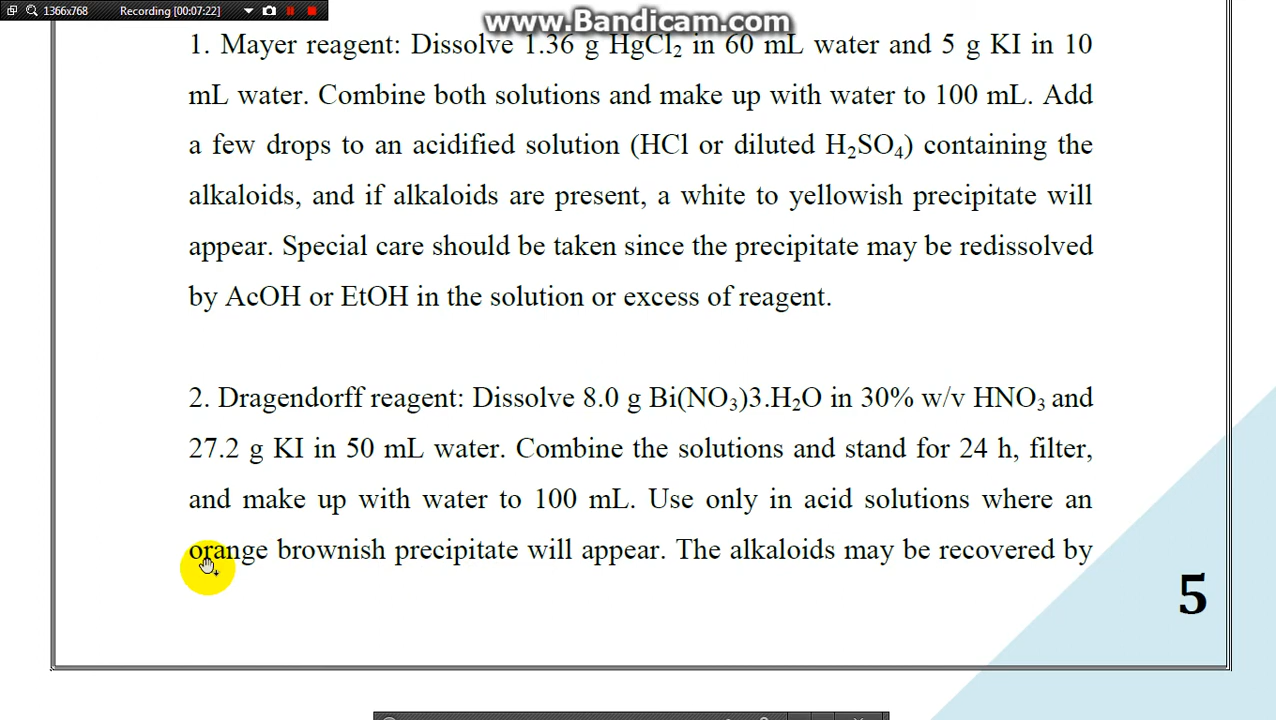 1366x768 Recording [00:07:22]
www.Bandicam.com
1. Mayer reagent: Dissolve 1.36 g HgCl₂ in 60 mL water and 5 g KI in 10
mL water. Combine both solutions and make up with water to 100 mL. Add
a few drops to an acidified solution (HCl or diluted H₂SO₄) containing the
alkaloids, and if alkaloids are present, a white to yellowish precipitate will
appear. Special care should be taken since the precipitate may be redissolved
by AcOH or EtOH in the solution or excess of reagent.
2. Dragendorff reagent: Dissolve 8.0 g Bi(NO₃)3.H₂O in 30% w/v HNO₃ and
27.2 g KI in 50 mL water. Combine the solutions and stand for 24 h, filter,
and make up with water to 100 mL. Use only in acid solutions where an
orange brownish precipitate will appear. The alkaloids may be recovered by
5